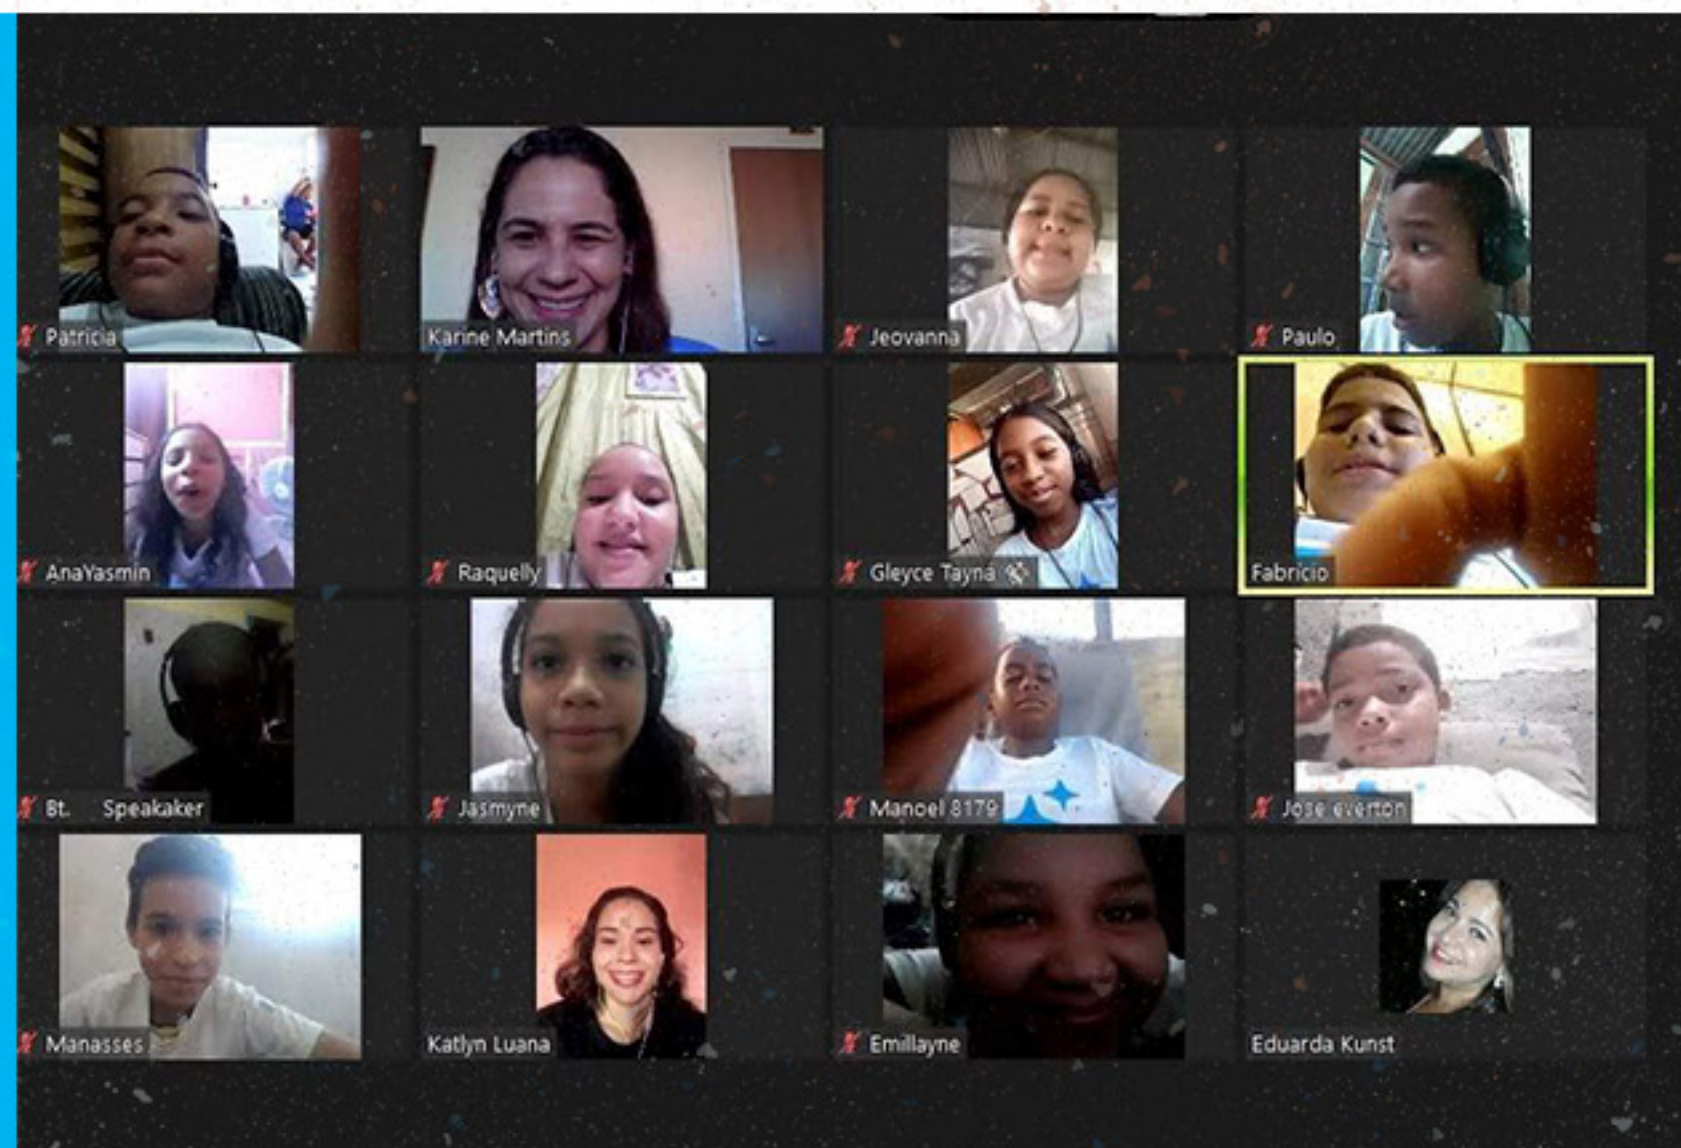 Patricia
Karine Martins
Jeovanna
Paulo
AnaYasmin
Raquelly
Gleyce Tayná
Fabricio
Bt. Speakaker
Jasmyne
Manoel 8179
Jose everton
Manasses
Katlyn Luana
Emillayne
Eduarda Kunst